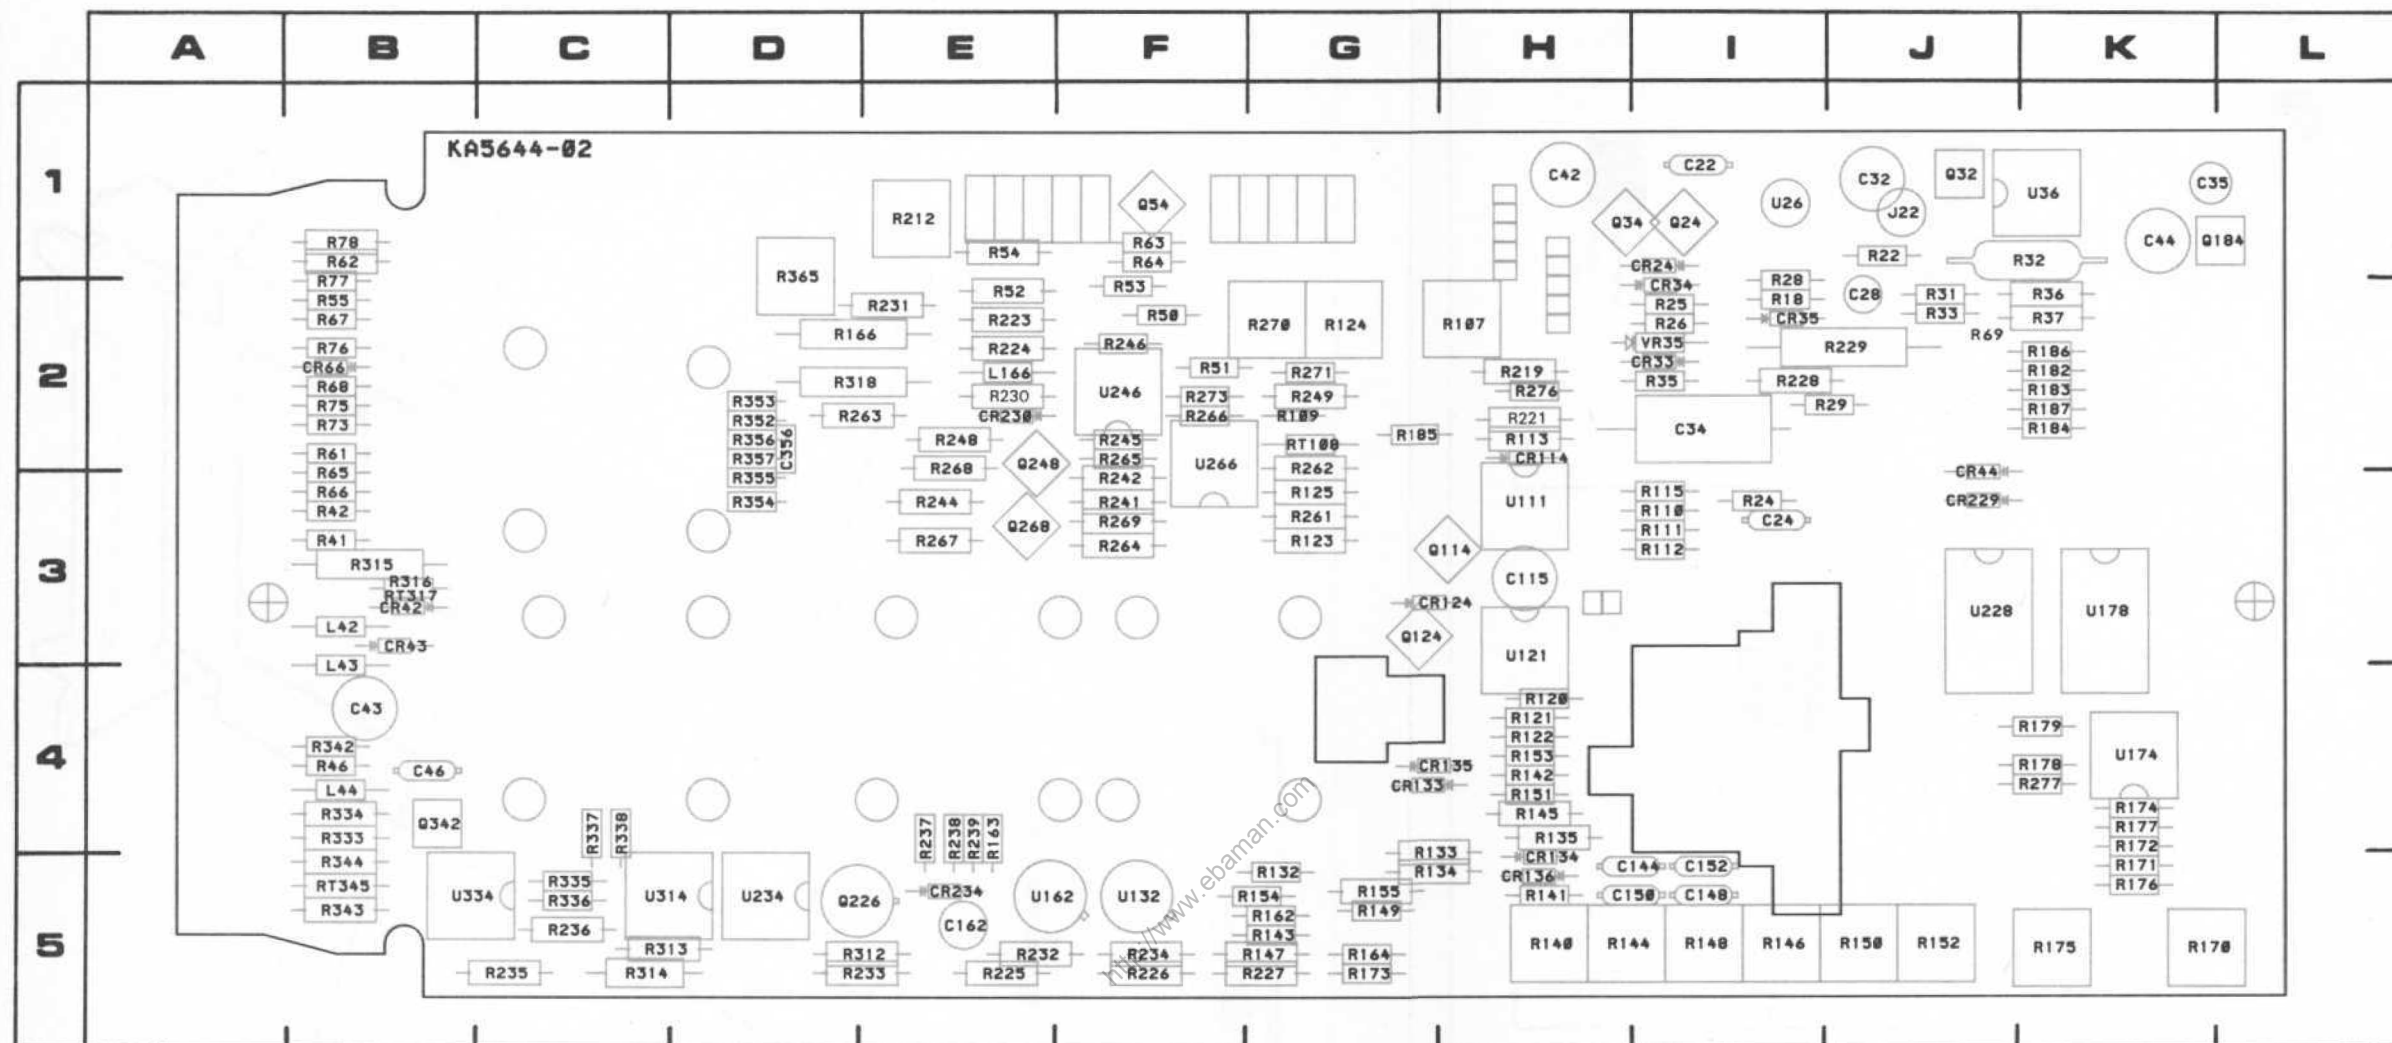 A B C D E F G H I J K L
1
2
3
4
5
KA5644-02
C42 C22 C32 Q32 U36 C35
R212 Q54 Q34 Q24 U26 J22 C44 Q184
R78 R54 R63
R62 R64 R22 R32
R365 CR24
R77 R53 R28 CR34
R55 R231 R52 R50 R25 R18 C28 R31 R36
R67 R166 R223 R270 R124 R107 R26 CR35 R33 R37
R76 R224 R246 VR35 R229 R69 R186
CR66 L166 R51 R271 R219 CR33 R182
R68 R318 U246 R276 R35 R228 R183
R75 R353 R230 R273 R249 R29 R187
R73 R352 R263 CR230 R266 R109 R221 C34 R184
R356 C356 R248 R245 RT108 R185 R113
R61 R357 R268 Q248 R265 U266 R262 CR114
R65 R355 R242 CR44
R66 R354 R244 R241 R125 U111 R115 R24 CR229
R42 Q268 R269 R261 R110 C24
R41 R267 R264 R123 Q114 R111
R315 R112
R316 C115
RT317
CR42 CR124 U228 U178
L42 Q124
CR43 U121
L43
C43 R120
R121 R179
R342 R122 U174
R46 C46 CR135 R153 R178
L44 CR133 R142 R277
R334 Q342 R151 R174
R333 R337 R338 R237 R238 R239 R163 R145 R135 R177
R344 R133 CR134 C144 C152 R172
RT345 R335 R132 R134 CR136 R171
R343 U334 R336 U314 U234 Q226 CR234 U162 U132 R154 R155 R141 C150 C148 R176
R236 C162 R162 R149
R313 R143 R140 R144 R148 R146 R150 R152 R175 R170
R312 R232 R234 R147 R164
R235 R314 R233 R225 R226 R227 R173
http://www.ebaman.com